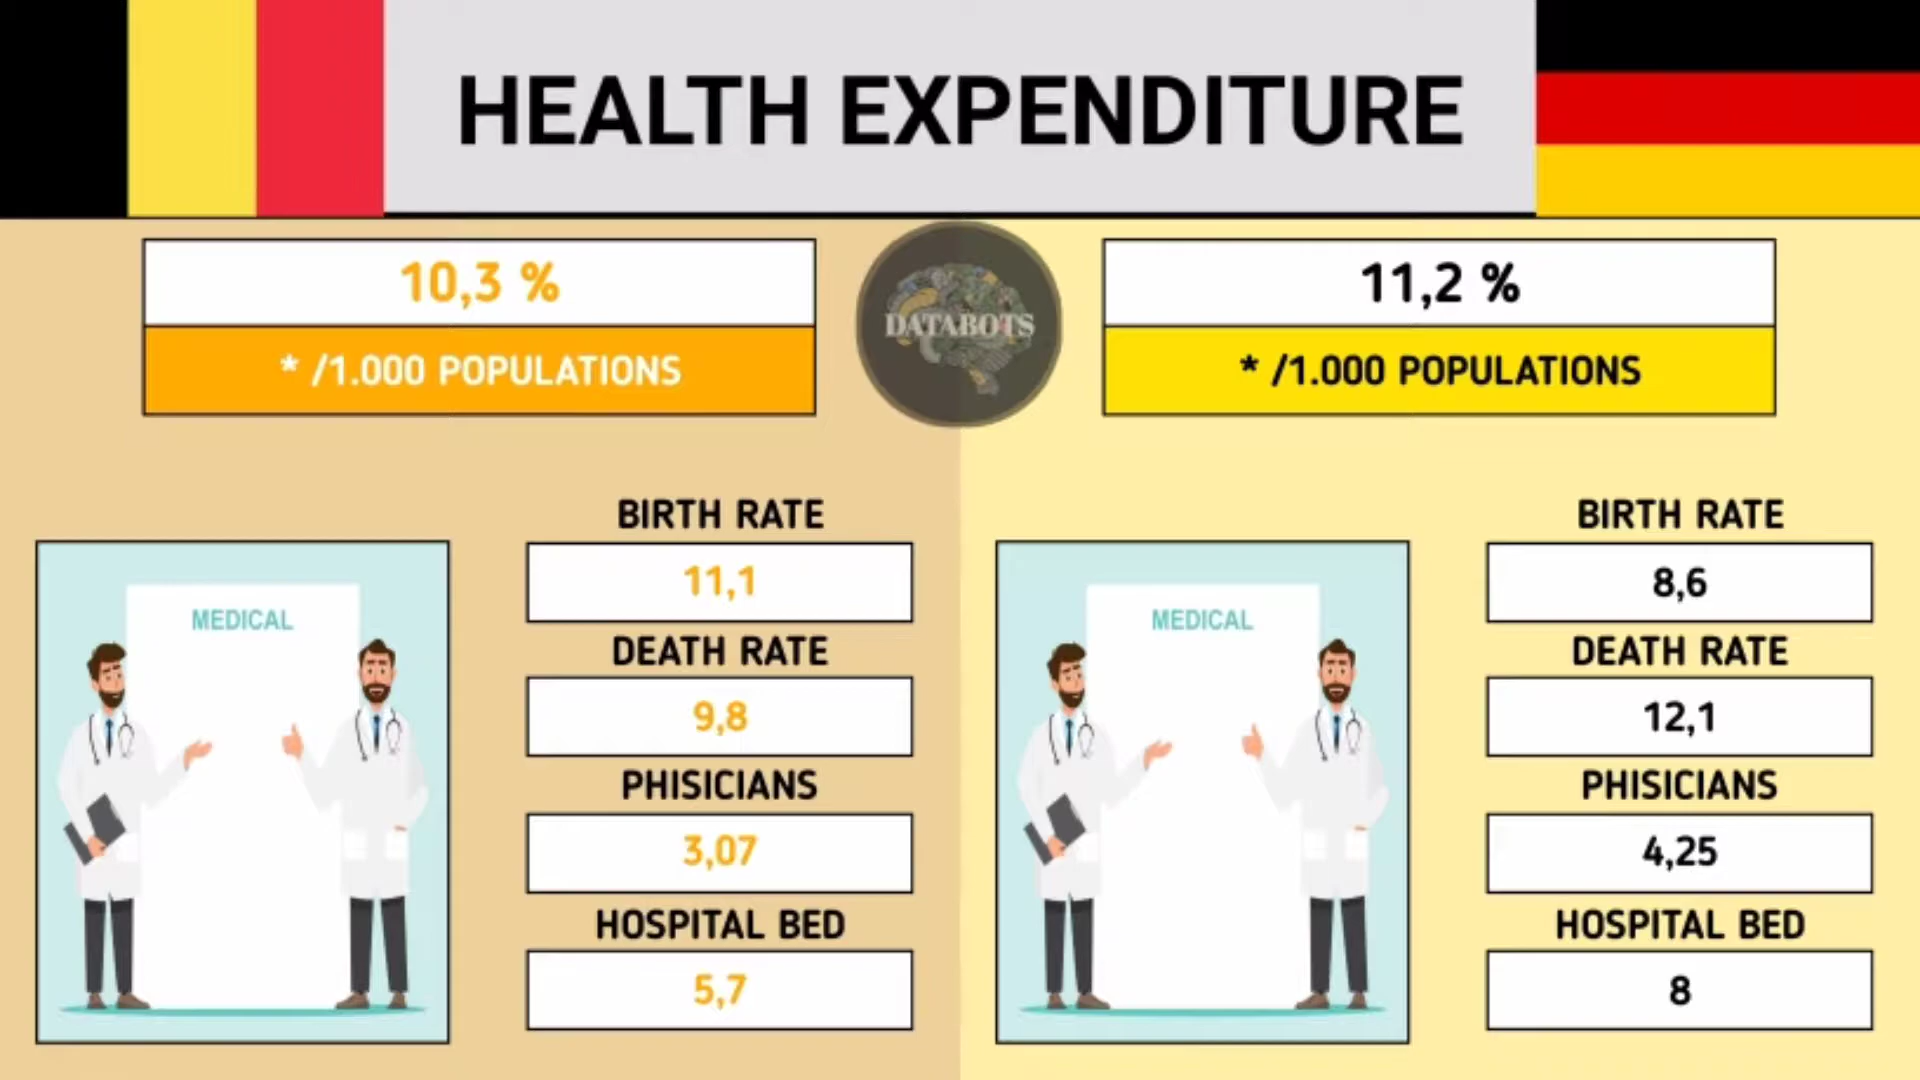 HEALTH EXPENDITURE
10,3 %
* /1.000 POPULATIONS
DATABOTS
11,2 %
* /1.000 POPULATIONS
MEDICAL
BIRTH RATE
11,1
DEATH RATE
9,8
PHISICIANS
3,07
HOSPITAL BED
5,7
MEDICAL
BIRTH RATE
8,6
DEATH RATE
12,1
PHISICIANS
4,25
HOSPITAL BED
8